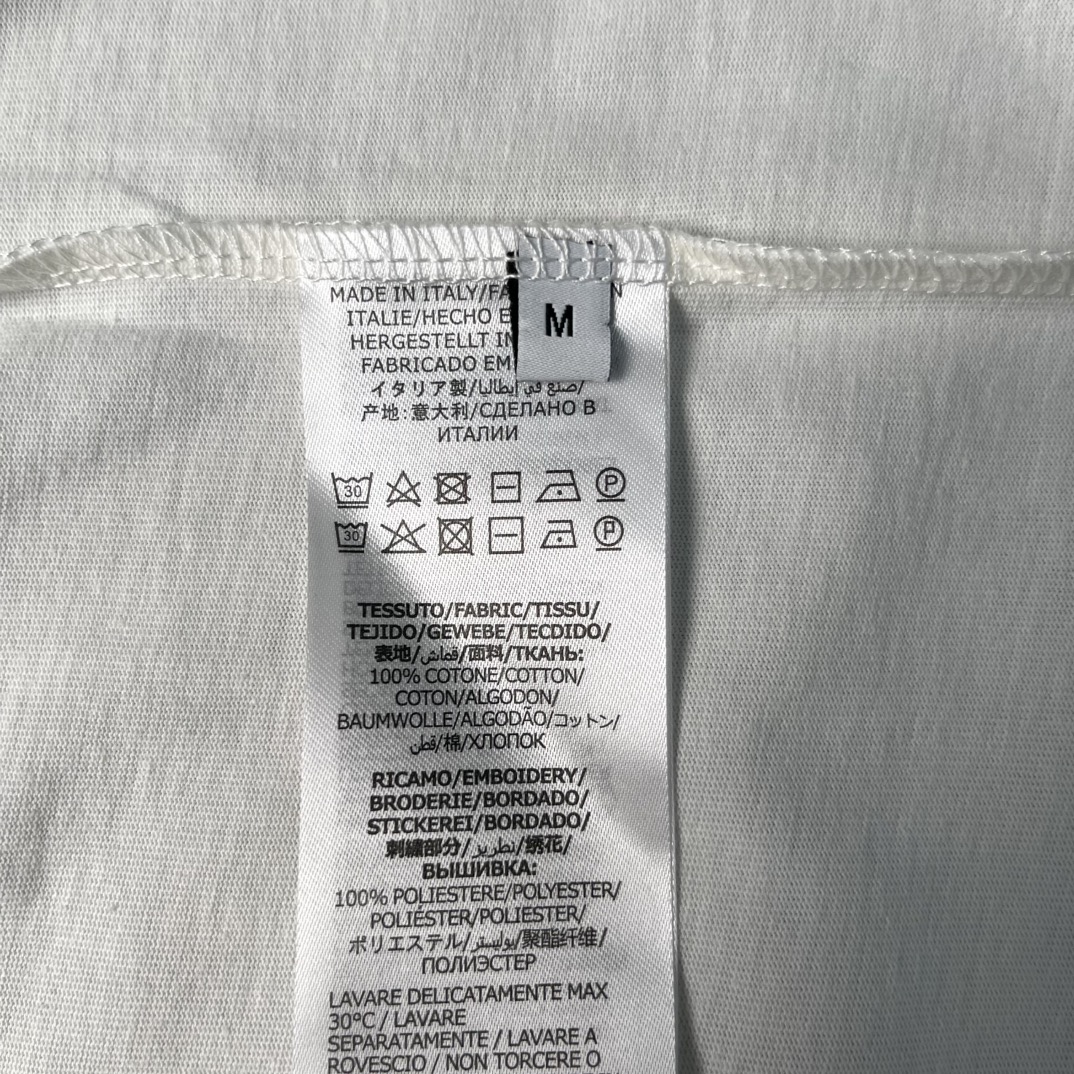 MADE IN ITALY/FA
ITALIE/HECHO E
HERGESTELLT IN
FABRICADO EM
M
イタリア製/صنع في إيطاليا/
产地:意大利/СДЕЛАНО В
ИТАЛИИ
30
30
TESSUTO/FABRIC/TISSU/
TEJIDO/GEWEBE/TECDIDO/
表地/قماش/面料/ТКАНЬ:
100% COTONE/COTTON/
COTON/ALGODON/
BAUMWOLLE/ALGODÃO/コットン/
قطن/棉/ХЛОПОК
RICAMO/EMBOIDERY/
BRODERIE/BORDADO/
STICKEREI/BORDADO/
刺繍部分/تطريز/绣花/
ВЫШИВКА:
100% POLIESTERE/POLYESTER/
POLIÉSTER/POLIESTER/
ポリエステル/بوليستر/聚酯纤维/
ПОЛИЭСТЕР
LAVARE DELICATAMENTE MAX
30°C / LAVARE
SEPARATAMENTE / LAVARE A
ROVESCIO / NON TORCERE O